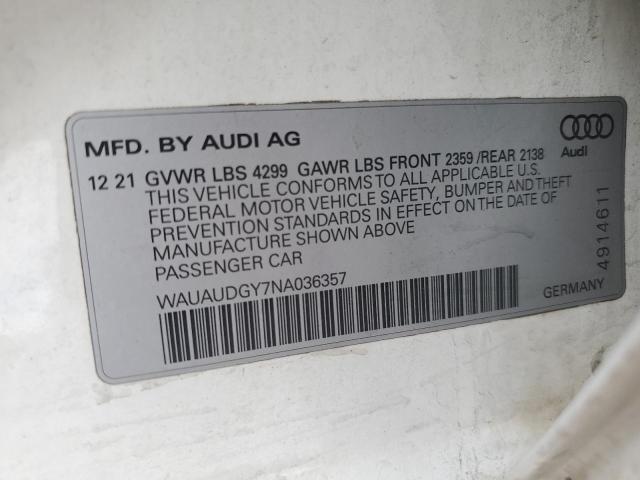 MFD. BY AUDI AG
Audi
12 21 GVWR LBS 4299 GAWR LBS FRONT 2359 /REAR 2138
THIS VEHICLE CONFORMS TO ALL APPLICABLE U.S.
FEDERAL MOTOR VEHICLE SAFETY, BUMPER AND THEFT
PREVENTION STANDARDS IN EFFECT ON THE DATE OF
MANUFACTURE SHOWN ABOVE
PASSENGER CAR
WAUAUDGY7NA036357
GERMANY
4914611